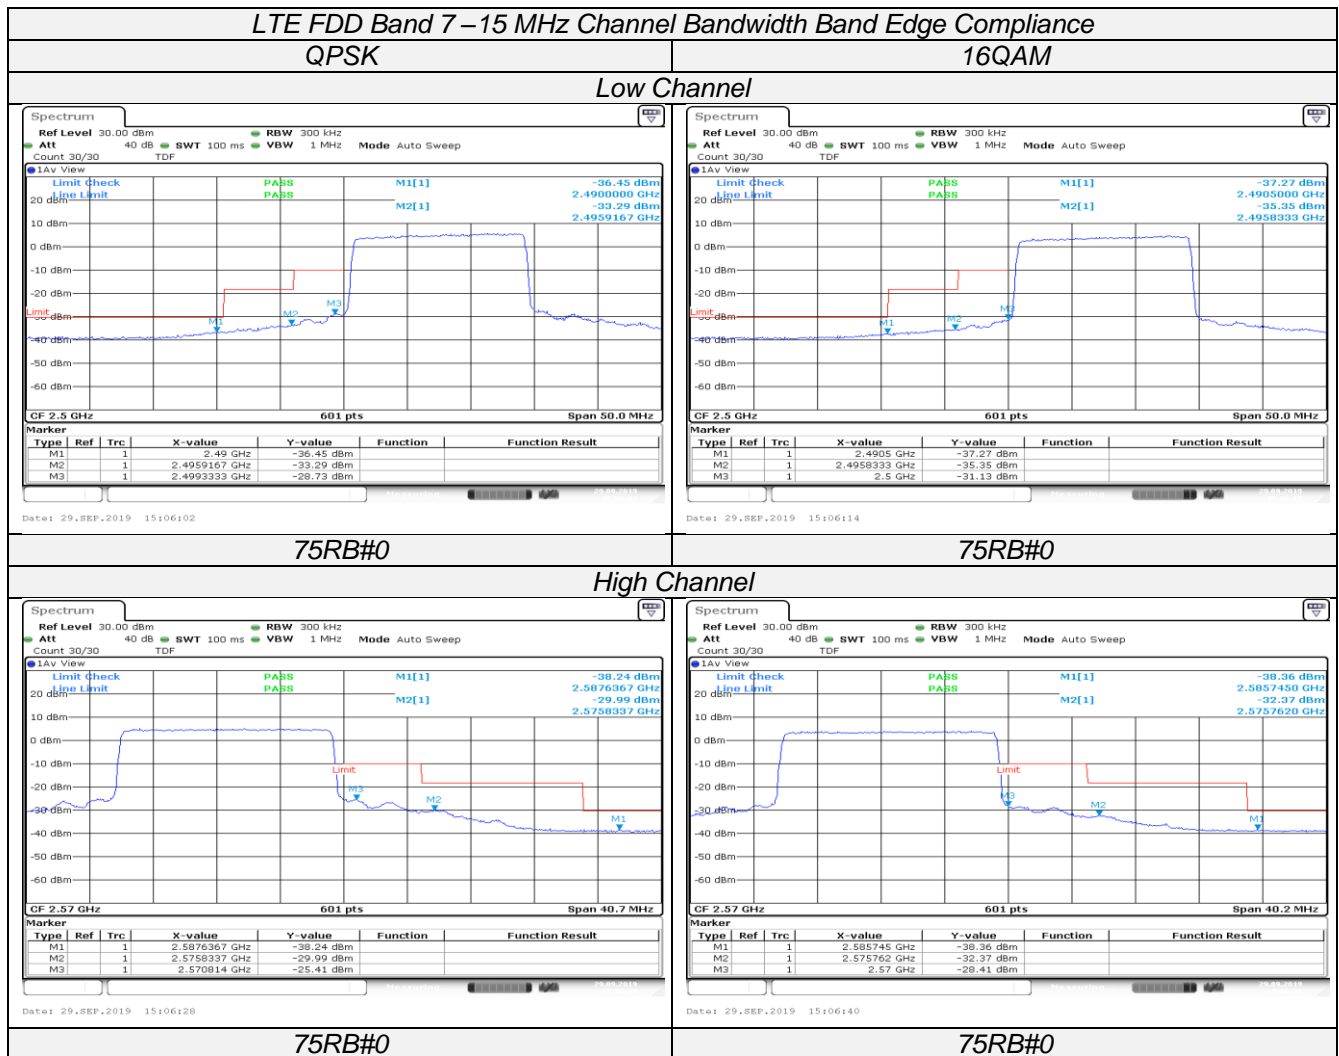 LTE FDD Band 7 –15 MHz Channel Bandwidth Band Edge Compliance
QPSK 16QAM
Low Channel
Spectrum
Ref Level 30.00 dBm RBW 300 kHz
Att 40 dB SWT 100 ms VBW 1 MHz Mode Auto Sweep
Count 30/30 TDF
1Av View
Limit Check PASS M1[1] -36.45 dBm
Line Limit PASS 2.4900000 GHz
20 dBm M2[1] -33.29 dBm
10 dBm 2.4959167 GHz
0 dBm
-10 dBm
-20 dBm
Limit M3
-30 dBm M1 M2
-40 dBm
-50 dBm
-60 dBm
CF 2.5 GHz 601 pts Span 50.0 MHz
Marker
Type Ref Trc X-value Y-value Function Function Result
M1 1 2.49 GHz -36.45 dBm
M2 1 2.4959167 GHz -33.29 dBm
M3 1 2.4993333 GHz -28.73 dBm
Date: 29.SEP.2019 15:06:02
Spectrum
Ref Level 30.00 dBm RBW 300 kHz
Att 40 dB SWT 100 ms VBW 1 MHz Mode Auto Sweep
Count 30/30 TDF
1Av View
Limit Check PASS M1[1] -37.27 dBm
Line Limit PASS 2.4905000 GHz
20 dBm M2[1] -35.35 dBm
10 dBm 2.4958333 GHz
0 dBm
-10 dBm
-20 dBm
Limit M3
-30 dBm M1 M2
-40 dBm
-50 dBm
-60 dBm
CF 2.5 GHz 601 pts Span 50.0 MHz
Marker
Type Ref Trc X-value Y-value Function Function Result
M1 1 2.4905 GHz -37.27 dBm
M2 1 2.4958333 GHz -35.35 dBm
M3 1 2.5 GHz -31.13 dBm
Date: 29.SEP.2019 15:06:14
75RB#0 75RB#0
High Channel
Spectrum
Ref Level 30.00 dBm RBW 300 kHz
Att 40 dB SWT 100 ms VBW 1 MHz Mode Auto Sweep
Count 30/30 TDF
1Av View
Limit Check PASS M1[1] -38.24 dBm
Line Limit PASS 2.5876367 GHz
20 dBm M2[1] -29.99 dBm
10 dBm 2.5758337 GHz
0 dBm
-10 dBm Limit
-20 dBm M3
-30 dBm M2 M1
-40 dBm
-50 dBm
-60 dBm
CF 2.57 GHz 601 pts Span 40.7 MHz
Marker
Type Ref Trc X-value Y-value Function Function Result
M1 1 2.5876367 GHz -38.24 dBm
M2 1 2.5758337 GHz -29.99 dBm
M3 1 2.570814 GHz -25.41 dBm
Date: 29.SEP.2019 15:06:28
Spectrum
Ref Level 30.00 dBm RBW 300 kHz
Att 40 dB SWT 100 ms VBW 1 MHz Mode Auto Sweep
Count 30/30 TDF
1Av View
Limit Check PASS M1[1] -38.36 dBm
Line Limit PASS 2.5857450 GHz
20 dBm M2[1] -32.37 dBm
10 dBm 2.5757620 GHz
0 dBm
-10 dBm Limit
-20 dBm M3
-30 dBm M2 M1
-40 dBm
-50 dBm
-60 dBm
CF 2.57 GHz 601 pts Span 40.2 MHz
Marker
Type Ref Trc X-value Y-value Function Function Result
M1 1 2.585745 GHz -38.36 dBm
M2 1 2.575762 GHz -32.37 dBm
M3 1 2.57 GHz -28.41 dBm
Date: 29.SEP.2019 15:06:40
75RB#0 75RB#0